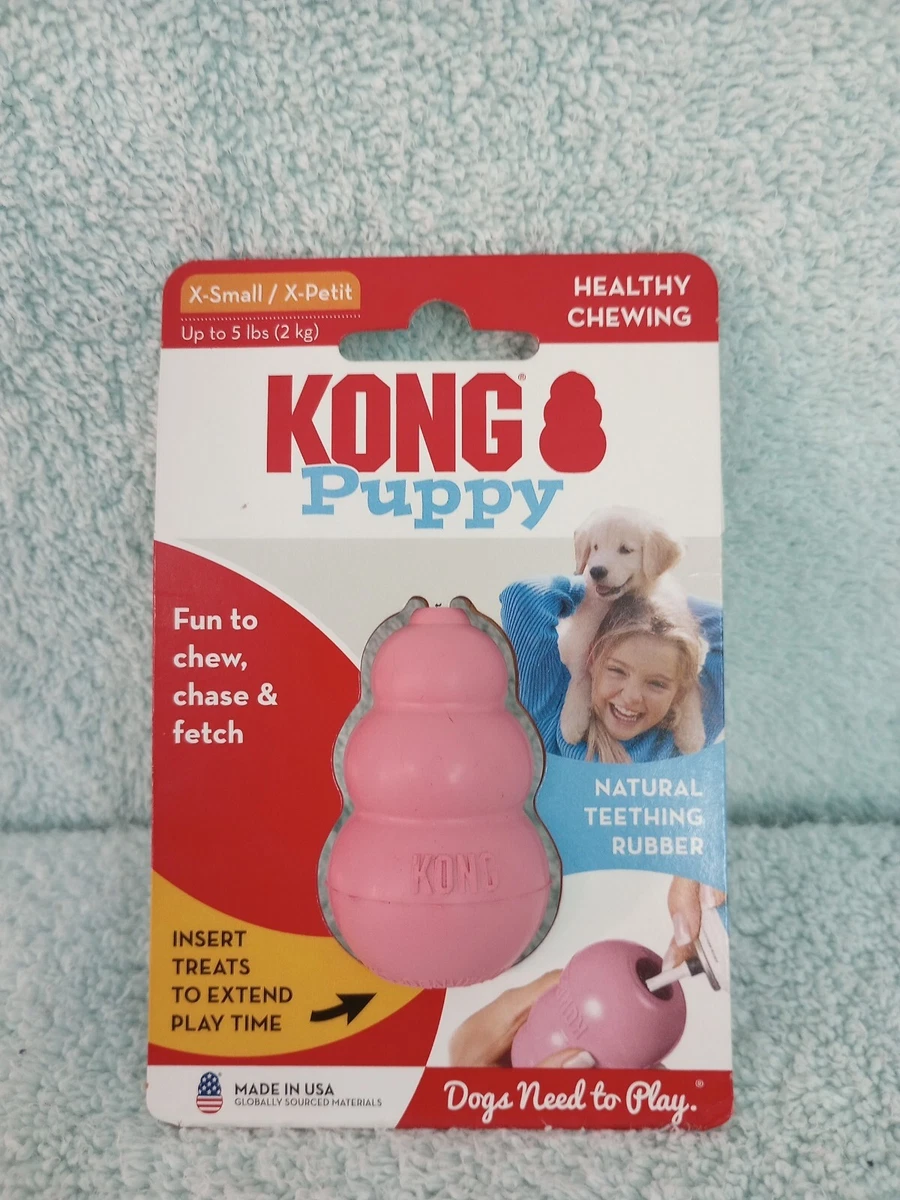 X-Small / X-Petit
Up to 5 lbs (2 kg)
HEALTHY
CHEWING
KONG®
Puppy
Fun to
chew,
chase &
fetch
NATURAL
TEETHING
RUBBER
KONG
INSERT
TREATS
TO EXTEND
PLAY TIME
KONG
MADE IN USA
GLOBALLY SOURCED MATERIALS
Dogs Need to Play.®